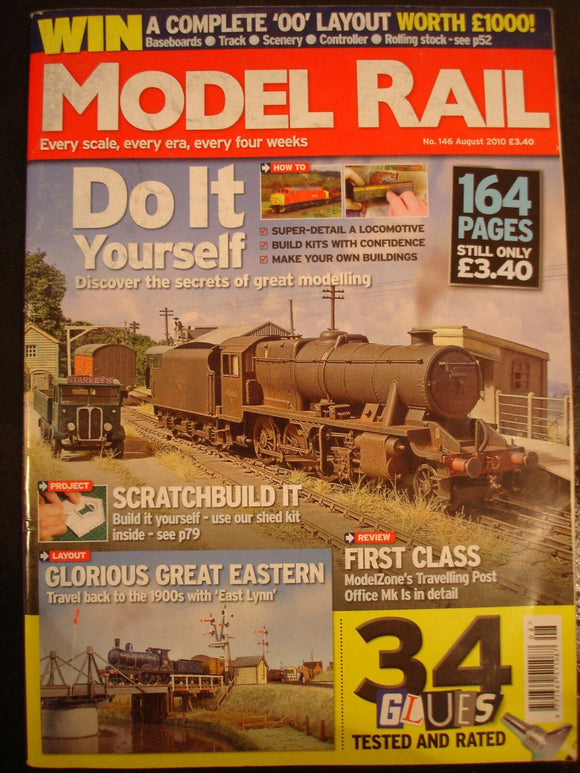 WIN A COMPLETE ‘OO’ LAYOUT WORTH £1000!
Baseboards ● Track ● Scenery ● Controller ● Rolling stock - see p52
MODEL RAIL
Every scale, every era, every four weeks
No. 146 August 2010 £3.40
Do It
Yourself
Discover the secrets of great modelling
HOW TO
SUPER-DETAIL A LOCOMOTIVE
BUILD KITS WITH CONFIDENCE
MAKE YOUR OWN BUILDINGS
164
PAGES
STILL ONLY
£3.40
STARKEY'S
PROJECT
SCRATCHBUILD IT
Build it yourself - use our shed kit
inside - see p79
REVIEW
FIRST CLASS
ModelZone's Travelling Post
Office Mk Is in detail
LAYOUT
GLORIOUS GREAT EASTERN
Travel back to the 1900s with ‘East Lynn’
34
GLUES
TESTED AND RATED
08